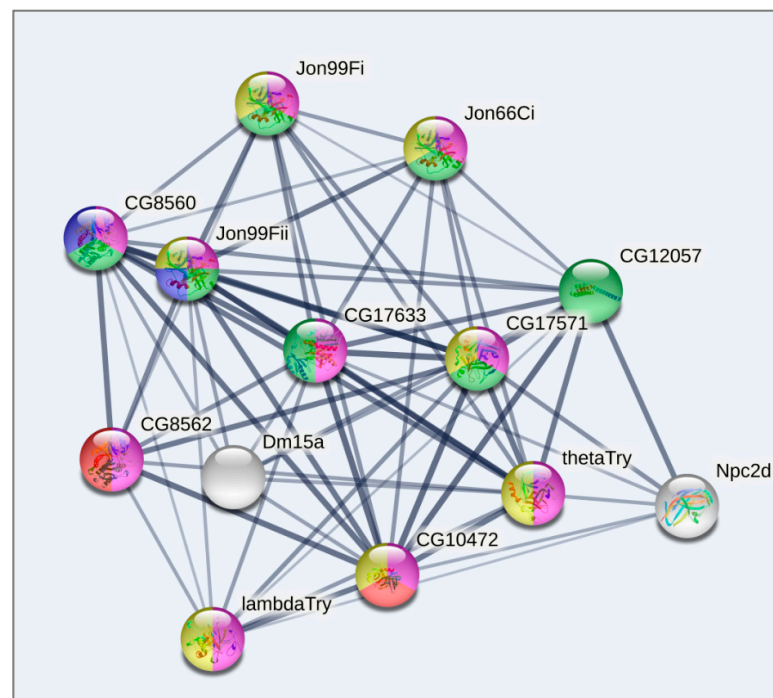 Jon99Fi
Jon66Ci
CG8560
Jon99Fii
CG12057
CG17633
CG17571
CG8562
Dm15a
thetaTry
Npc2d
CG10472
lambdaTry